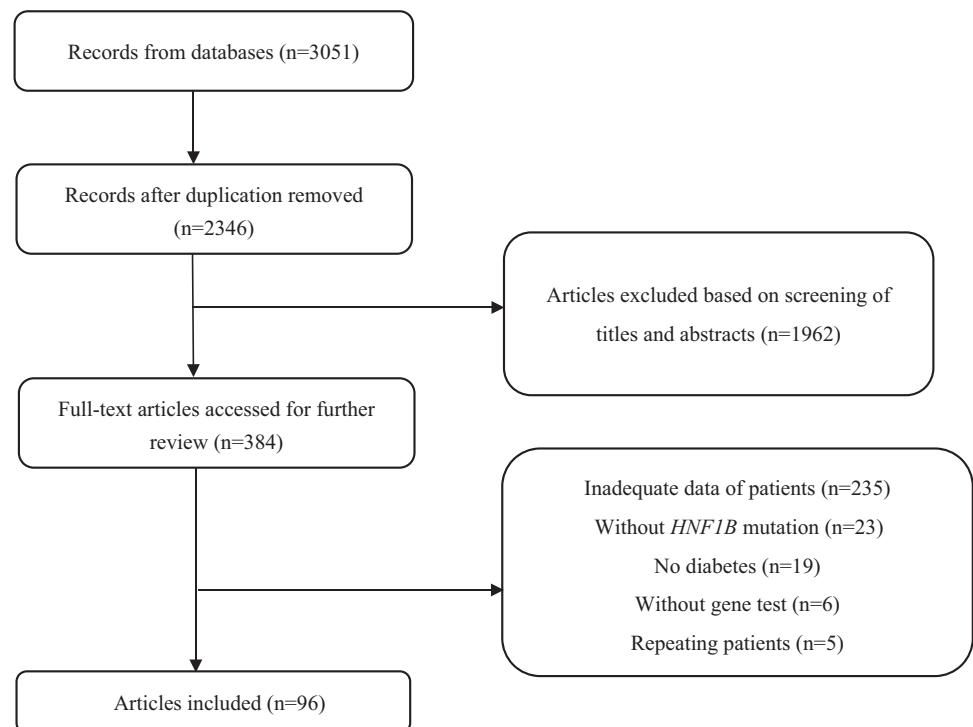 Records from databases (n=3051)
Records after duplication removed
(n=2346)
Articles excluded based on screening of
titles and abstracts (n=1962)
Full-text articles accessed for further
review (n=384)
Inadequate data of patients (n=235)
Without HNF1B mutation (n=23)
No diabetes (n=19)
Without gene test (n=6)
Repeating patients (n=5)
Articles included (n=96)